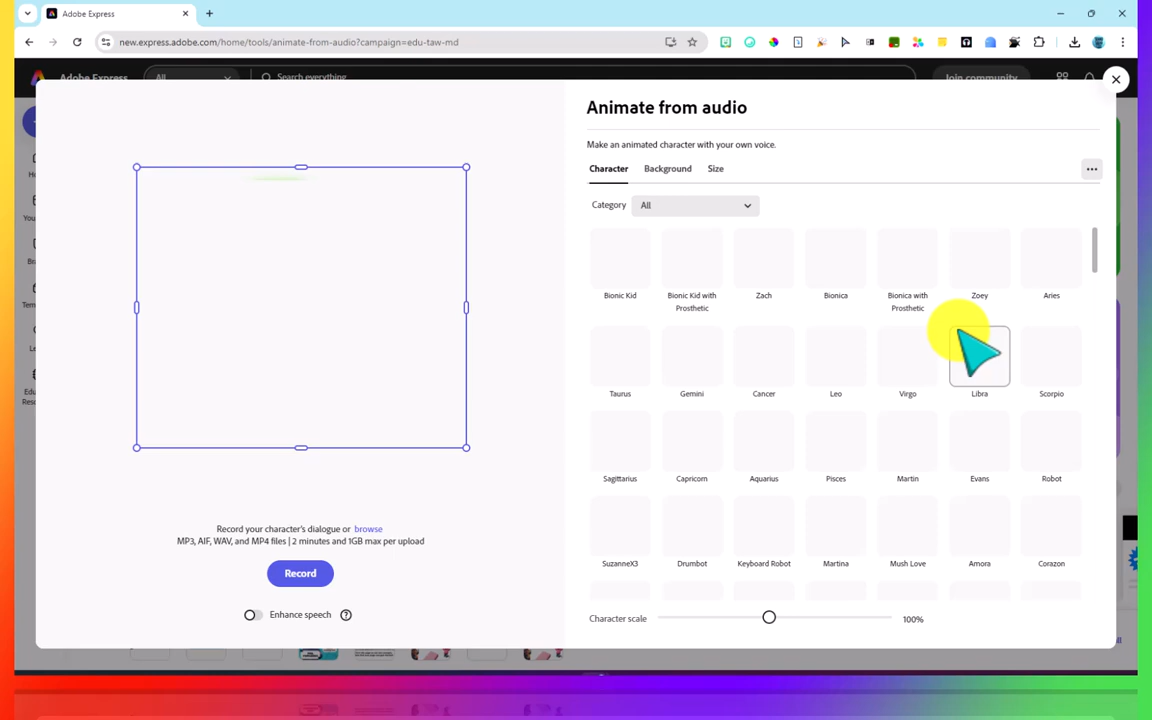 Adobe Express
new.express.adobe.com/home/tools/animate-from-audio?campaign=edu-taw-md
Adobe Express
All
Search everything
Join community
Animate from audio
Make an animated character with your own voice.
Character Background Size
Category All
Bionic Kid
Bionic Kid with
Prosthetic
Zach
Bionica
Bionica with
Prosthetic
Zoey
Aries
Taurus
Gemini
Cancer
Leo
Virgo
Libra
Scorpio
Sagittarius
Capricorn
Aquarius
Pisces
Martin
Evans
Robot
SuzanneX3
Drumbot
Keyboard Robot
Martina
Mush Love
Amora
Corazon
Character scale 100%
Record your character's dialogue or browse
MP3, AIF, WAV, and MP4 files | 2 minutes and 1GB max per upload
Record
Enhance speech